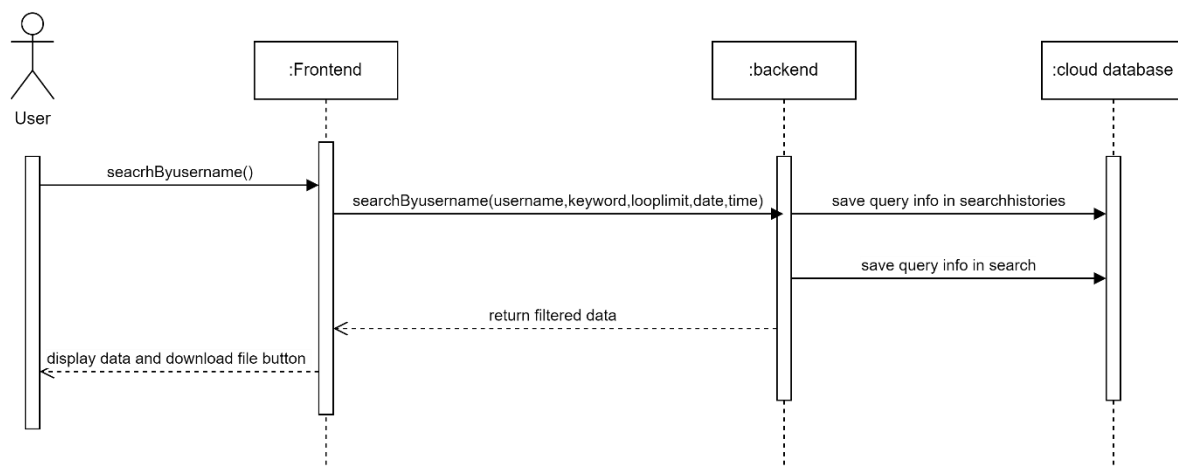 :Frontend
:backend
:cloud database
User
seacrhByusername()
searchByusername(username,keyword,looplimit,date,time)
save query info in searchhistories
save query info in search
return filtered data
display data and download file button